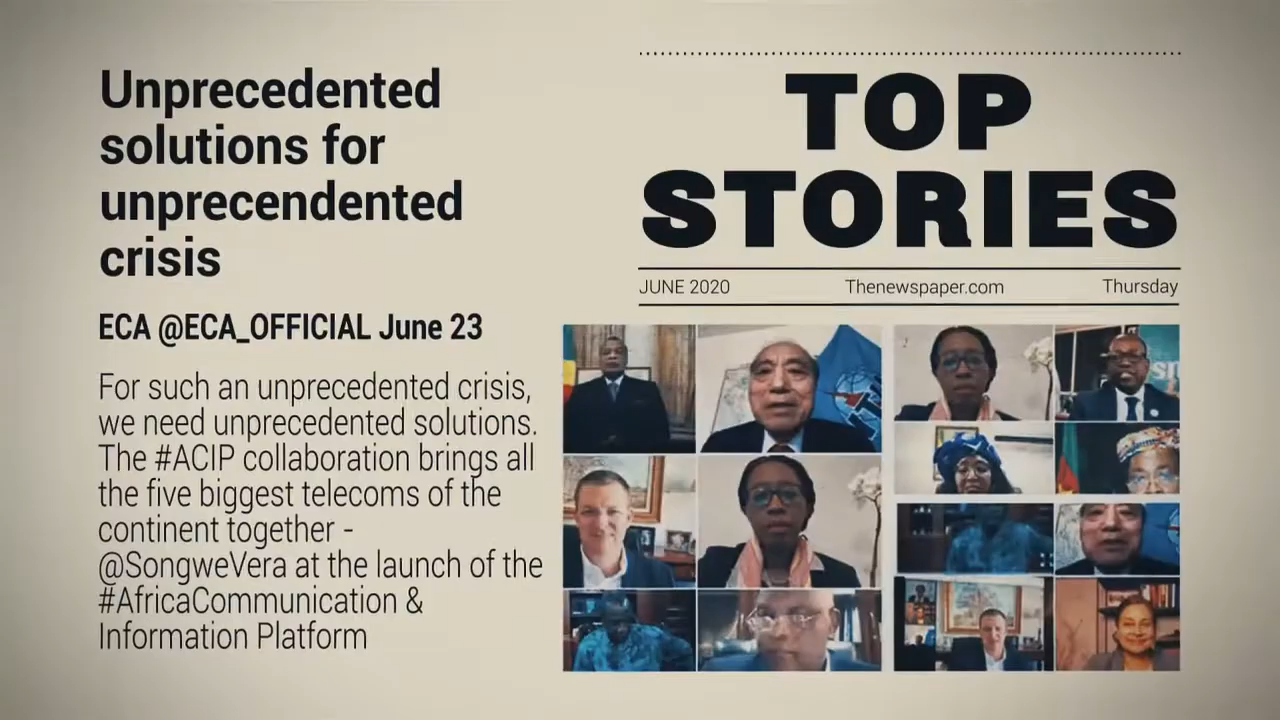 Unprecedented
solutions for
unprecendented
crisis
ECA @ECA_OFFICIAL June 23
For such an unprecedented crisis,
we need unprecedented solutions.
The #ACIP collaboration brings all
the five biggest telecoms of the
continent together -
@SongweVera at the launch of the
#AfricaCommunication &
Information Platform
TOP
STORIES
JUNE 2020 Thenewspaper.com Thursday